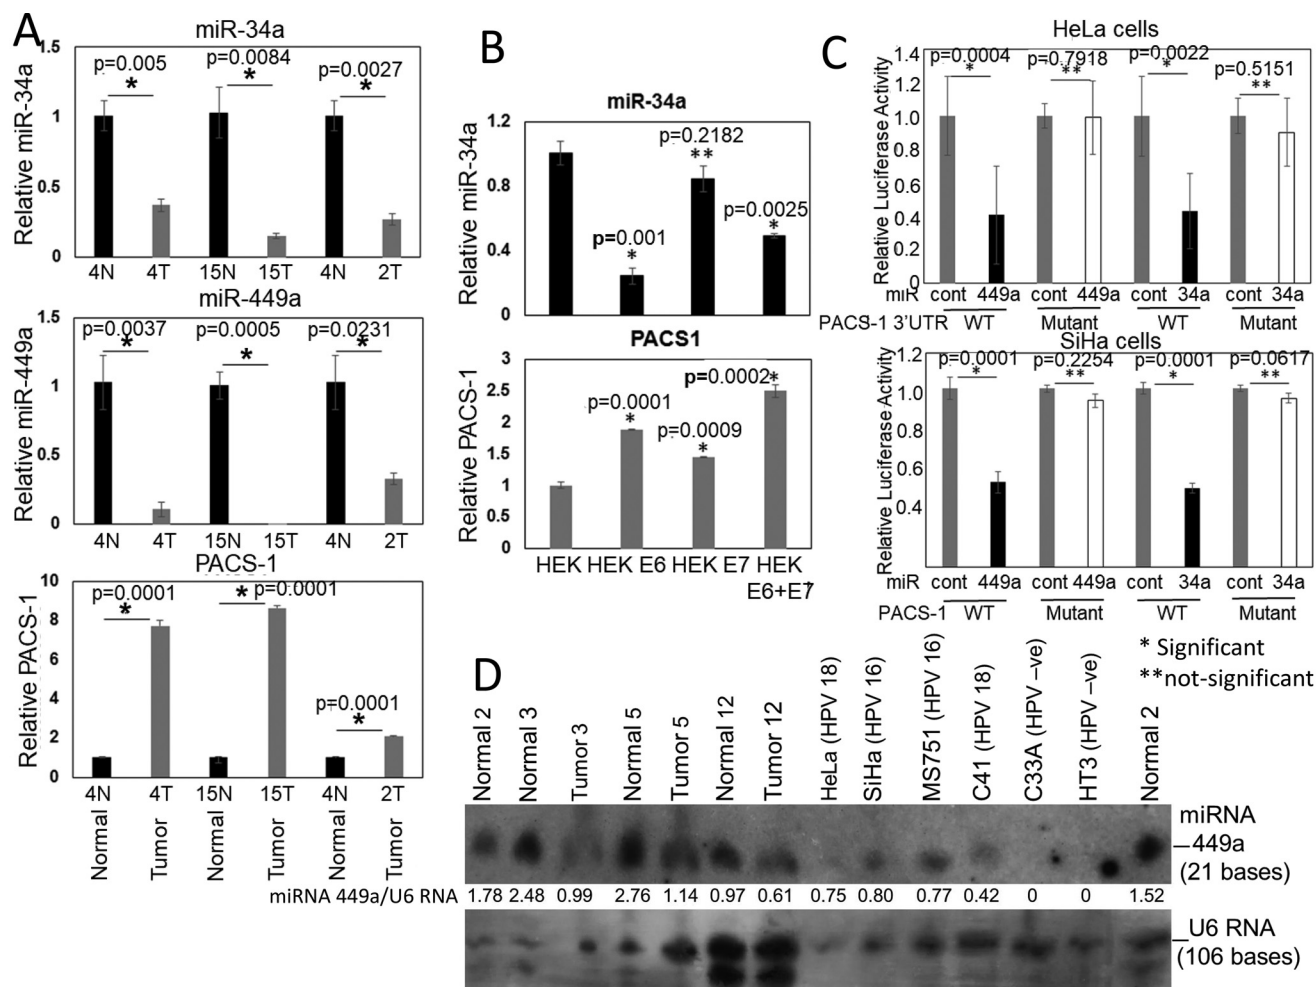 A
miR-34a
Relative miR-34a
1.5
1
0.5
0
p=0.005
*
p=0.0084
*
p=0.0027
*
4N 4T 15N 15T 4N 2T
miR-449a
Relative miR-449a
1.5
1
0.5
0
p=0.0037
*
p=0.0005
*
p=0.0231
*
4N 4T 15N 15T 4N 2T
PACS-1
Relative PACS-1
10
8
6
4
2
0
p=0.0001
*
p=0.0001
*
p=0.0001
*
4N 4T 15N 15T 4N 2T
Normal Tumor Normal Tumor Normal Tumor
B
miR-34a
Relative miR-34a
1.2
0.8
0.4
0
p=0.001
*
p=0.2182
**
p=0.0025
*
PACS1
Relative PACS-1
3
2.5
2
1.5
1
0.5
0
p=0.0001
*
p=0.0009
*
p=0.0002
*
HEK HEK E6 HEK E7 HEK
E6+E7
C
HeLa cells
Relative Luciferase Activity
1.4
1.2
1.0
0.8
0.6
0.4
0.2
0
p=0.0004
*
p=0.7918
**
p=0.0022
*
p=0.5151
**
miR cont 449a cont 449a cont 34a cont 34a
PACS-1 3'UTR WT Mutant WT Mutant
SiHa cells
Relative Luciferase Activity
1.2
1.0
0.8
0.6
0.4
p=0.0001
*
p=0.2254
**
p=0.0001
*
p=0.0617
**
miR cont 449a cont 449a cont 34a cont 34a
PACS-1 WT Mutant WT Mutant
* Significant
**not-significant
D
Normal 2
Normal 3
Tumor 3
Normal 5
Tumor 5
Normal 12
Tumor 12
HeLa (HPV 18)
SiHa (HPV 16)
MS751 (HPV 16)
C41 (HPV 18)
C33A (HPV –ve)
HT3 (HPV –ve)
Normal 2
miRNA
449a
(21 bases)
miRNA 449a/U6 RNA 1.78 2.48 0.99 2.76 1.14 0.97 0.61 0.75 0.80 0.77 0.42 0 0 1.52
U6 RNA
(106 bases)